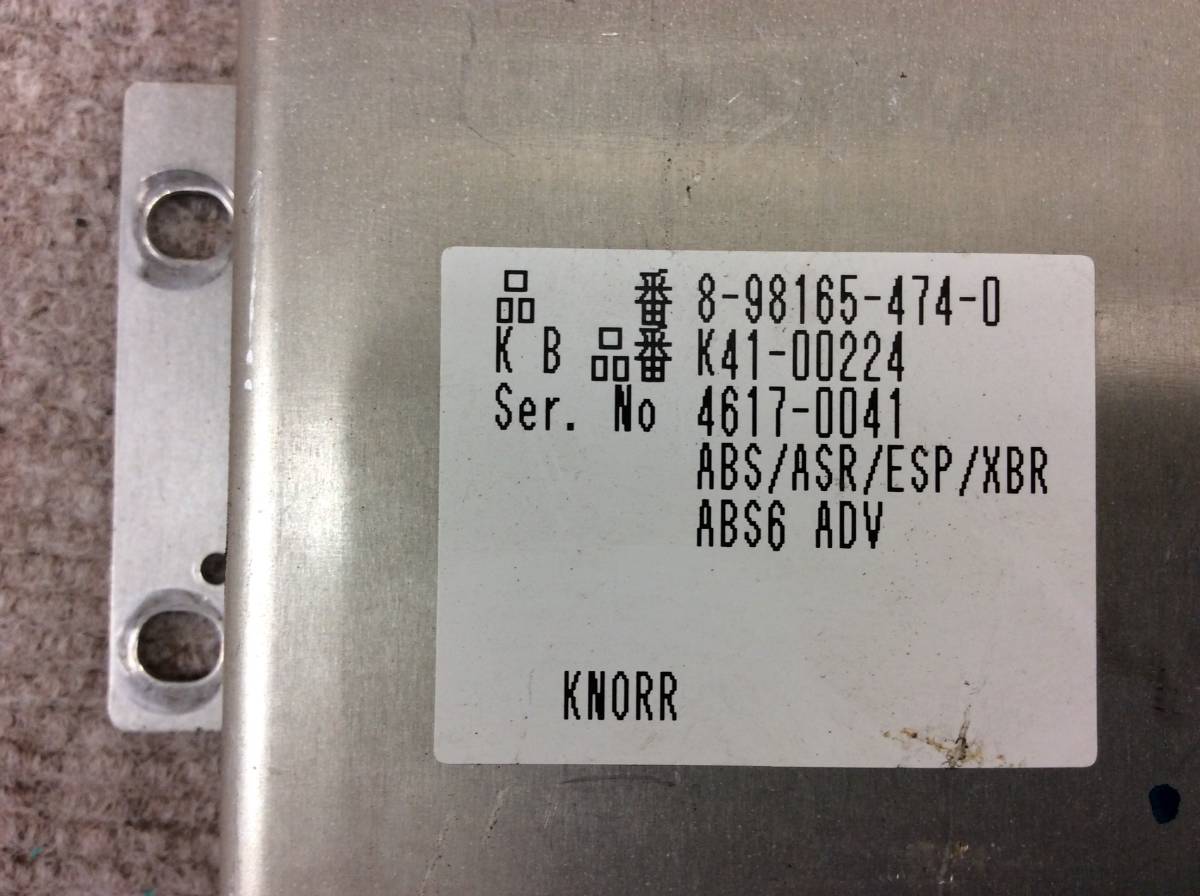 品 番 8-98165-474-0
K B 品番 K41-00224
Ser. No 4617-0041
ABS/ASR/ESP/XBR
ABS6 ADV
KNORR